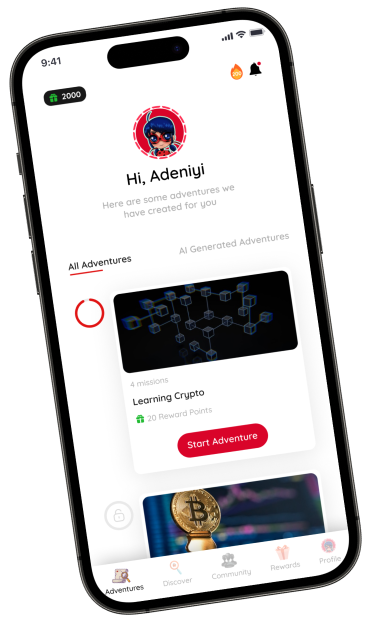 9:41
2000
200
Hi, Adeniyi
Here are some adventures we
have created for you
All Adventures
AI Generated Adventures
4 missions
Learning Crypto
20 Reward Points
Start Adventure
Adventures
Discover
Community
Rewards
Profile